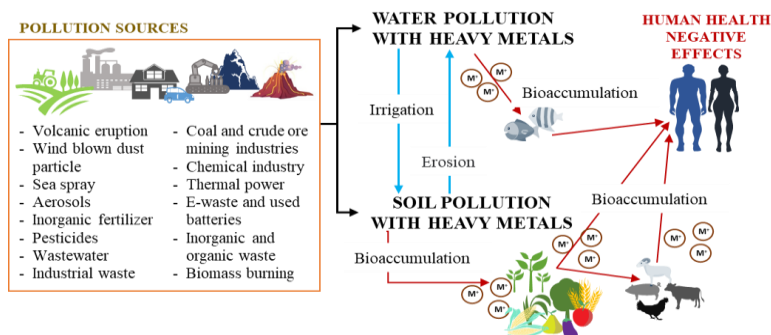 POLLUTION SOURCES
- Volcanic eruption
- Wind blown dust
particle
- Sea spray
- Aerosols
- Inorganic fertilizer
- Pesticides
- Wastewater
- Industrial waste
- Coal and crude ore
mining industries
- Chemical industry
- Thermal power
- E-waste and used
batteries
- Inorganic and
organic waste
- Biomass burning
WATER POLLUTION
WITH HEAVY METALS
M⁺
M⁺
M⁺
Bioaccumulation
Irrigation
Erosion
SOIL POLLUTION
WITH HEAVY METALS
Bioaccumulation
M⁺
M⁺
M⁺
HUMAN HEALTH
NEGATIVE
EFFECTS
Bioaccumulation
M⁺
M⁺
M⁺
M⁺
M⁺
M⁺